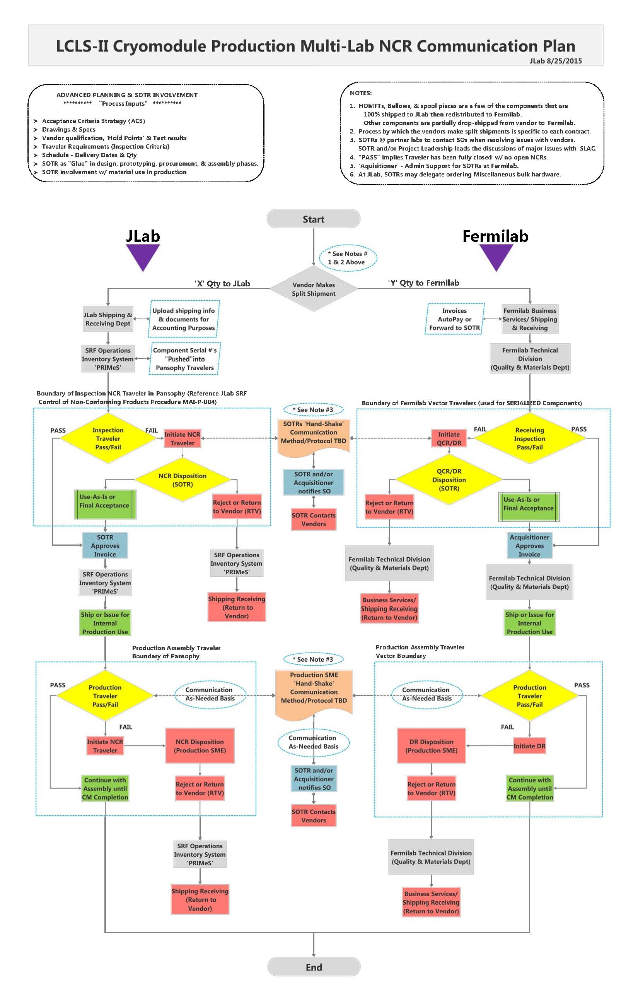 LCLS-II Cryomodule Production Multi-Lab NCR Communication Plan
JLab 8/25/2015
ADVANCED PLANNING & SOTR INVOLVEMENT
********** "Process Inputs" **********
➤ Acceptance Criteria Strategy (ACS)
➤ Drawings & Specs
➤ Vendor qualification, 'Hold Points' & Test results
➤ Traveler Requirements (Inspection Criteria)
➤ Schedule - Delivery Dates & Qty
➤ SOTR as "Glue" in design, prototyping, procurement, & assembly phases.
➤ SOTR involvement w/ material use in production
NOTES:
1. HOMFTs, Bellows, & spool pieces are a few of the components that are
100% shipped to JLab then redistributed to Fermilab.
Other components are partially drop-shipped from vendor to Fermilab.
2. Process by which the vendors make split shipments is specific to each contract.
3. SOTRs @ partner labs to contact SOs when resolving issues with vendors.
SOTR and/or Project Leadership leads the discussions of major issues with SLAC.
4. "PASS" implies Traveler has been fully closed w/ no open NCRs.
5. 'Aquisitioner' - Admin Support for SOTRs at Fermilab.
6. At JLab, SOTRs may delegate ordering Miscellaneous bulk hardware.
Start
JLab
Fermilab
* See Notes #
1 & 2 Above
'X' Qty to JLab
Vendor Makes
Split Shipment
'Y' Qty to Fermilab
JLab Shipping &
Receiving Dept
Upload shipping info
& documents for
Accounting Purposes
Invoices
AutoPay or
Forward to SOTR
Fermilab Business
Services/ Shipping
& Receiving
SRF Operations
Inventory System
'PRIMeS'
Component Serial #'s
"Pushed"into
Pansophy Travelers
Fermilab Technical
Division
(Quality & Materials Dept)
Boundary of Inspection NCR Traveler in Pansophy (Reference JLab SRF
Control of Non-Conforming Products Procedure MAI-P-004)
Boundary of Fermilab Vector Travelers (used for SERIALIZED Components)
PASS
Inspection
Traveler
Pass/Fail
FAIL
Initiate NCR
Traveler
* See Note #3
SOTRs 'Hand-Shake'
Communication
Method/Protocol TBD
Initiate
QCR/DR
FAIL
Receiving
Inspection
Pass/Fail
PASS
NCR Disposition
(SOTR)
SOTR and/or
Acquisitioner
notifies SO
QCR/DR
Disposition
(SOTR)
Use-As-Is or
Final Acceptance
Reject or Return
to Vendor (RTV)
SOTR Contacts
Vendors
Reject or Return
to Vendor (RTV)
Use-As-Is or
Final Acceptance
SOTR
Approves
Invoice
SRF Operations
Inventory System
'PRIMeS'
Fermilab Technical Division
(Quality & Materials Dept)
Acquisitioner
Approves
Invoice
SRF Operations
Inventory System
'PRIMeS'
Shipping Receiving
(Return to
Vendor)
Business Services/
Shipping Receiving
(Return to Vendor)
Fermilab Technical Division
(Quality & Materials Dept)
Ship or Issue for
Internal
Production Use
Ship or Issue for
Internal
Production Use
Production Assembly Traveler
Boundary of Pansophy
Production Assembly Traveler
Vector Boundary
PASS
Production
Traveler
Pass/Fail
Communication
As-Needed Basis
* See Note #3
Production SME
'Hand-Shake'
Communication
Method/Protocol TBD
Communication
As-Needed Basis
Production
Traveler
Pass/Fail
PASS
FAIL
Initiate NCR
Traveler
NCR Disposition
(Production SME)
Communication
As-Needed Basis
DR Disposition
(Production SME)
FAIL
Initiate DR
Continue with
Assembly until
CM Completion
Reject or Return
to Vendor (RTV)
SOTR and/or
Acquisitioner
notifies SO
Reject or Return
to Vendor (RTV)
Continue with
Assembly until
CM Completion
SOTR Contacts
Vendors
SRF Operations
Inventory System
'PRIMeS'
Fermilab Technical Division
(Quality & Materials Dept)
Shipping Receiving
(Return to
Vendor)
Business Services/
Shipping Receiving
(Return to Vendor)
End